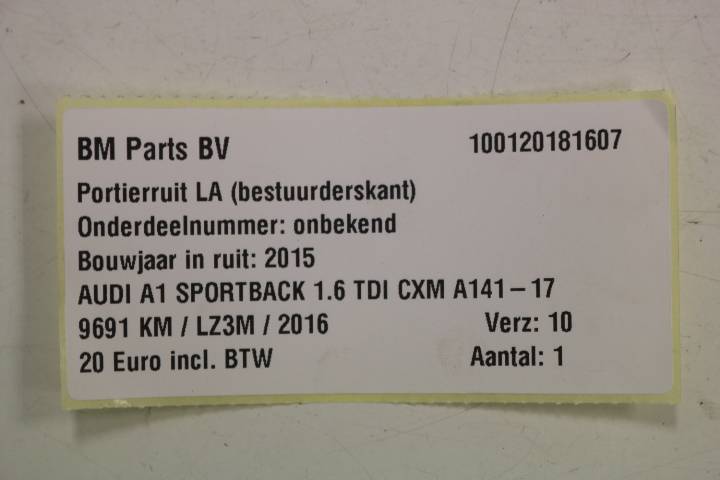 BM Parts BV 100120181607
Portierruit LA (bestuurderskant)
Onderdeelnummer: onbekend
Bouwjaar in ruit: 2015
AUDI A1 SPORTBACK 1.6 TDI CXM A141-17
9691 KM / LZ3M / 2016 Verz: 10
20 Euro incl. BTW Aantal: 1